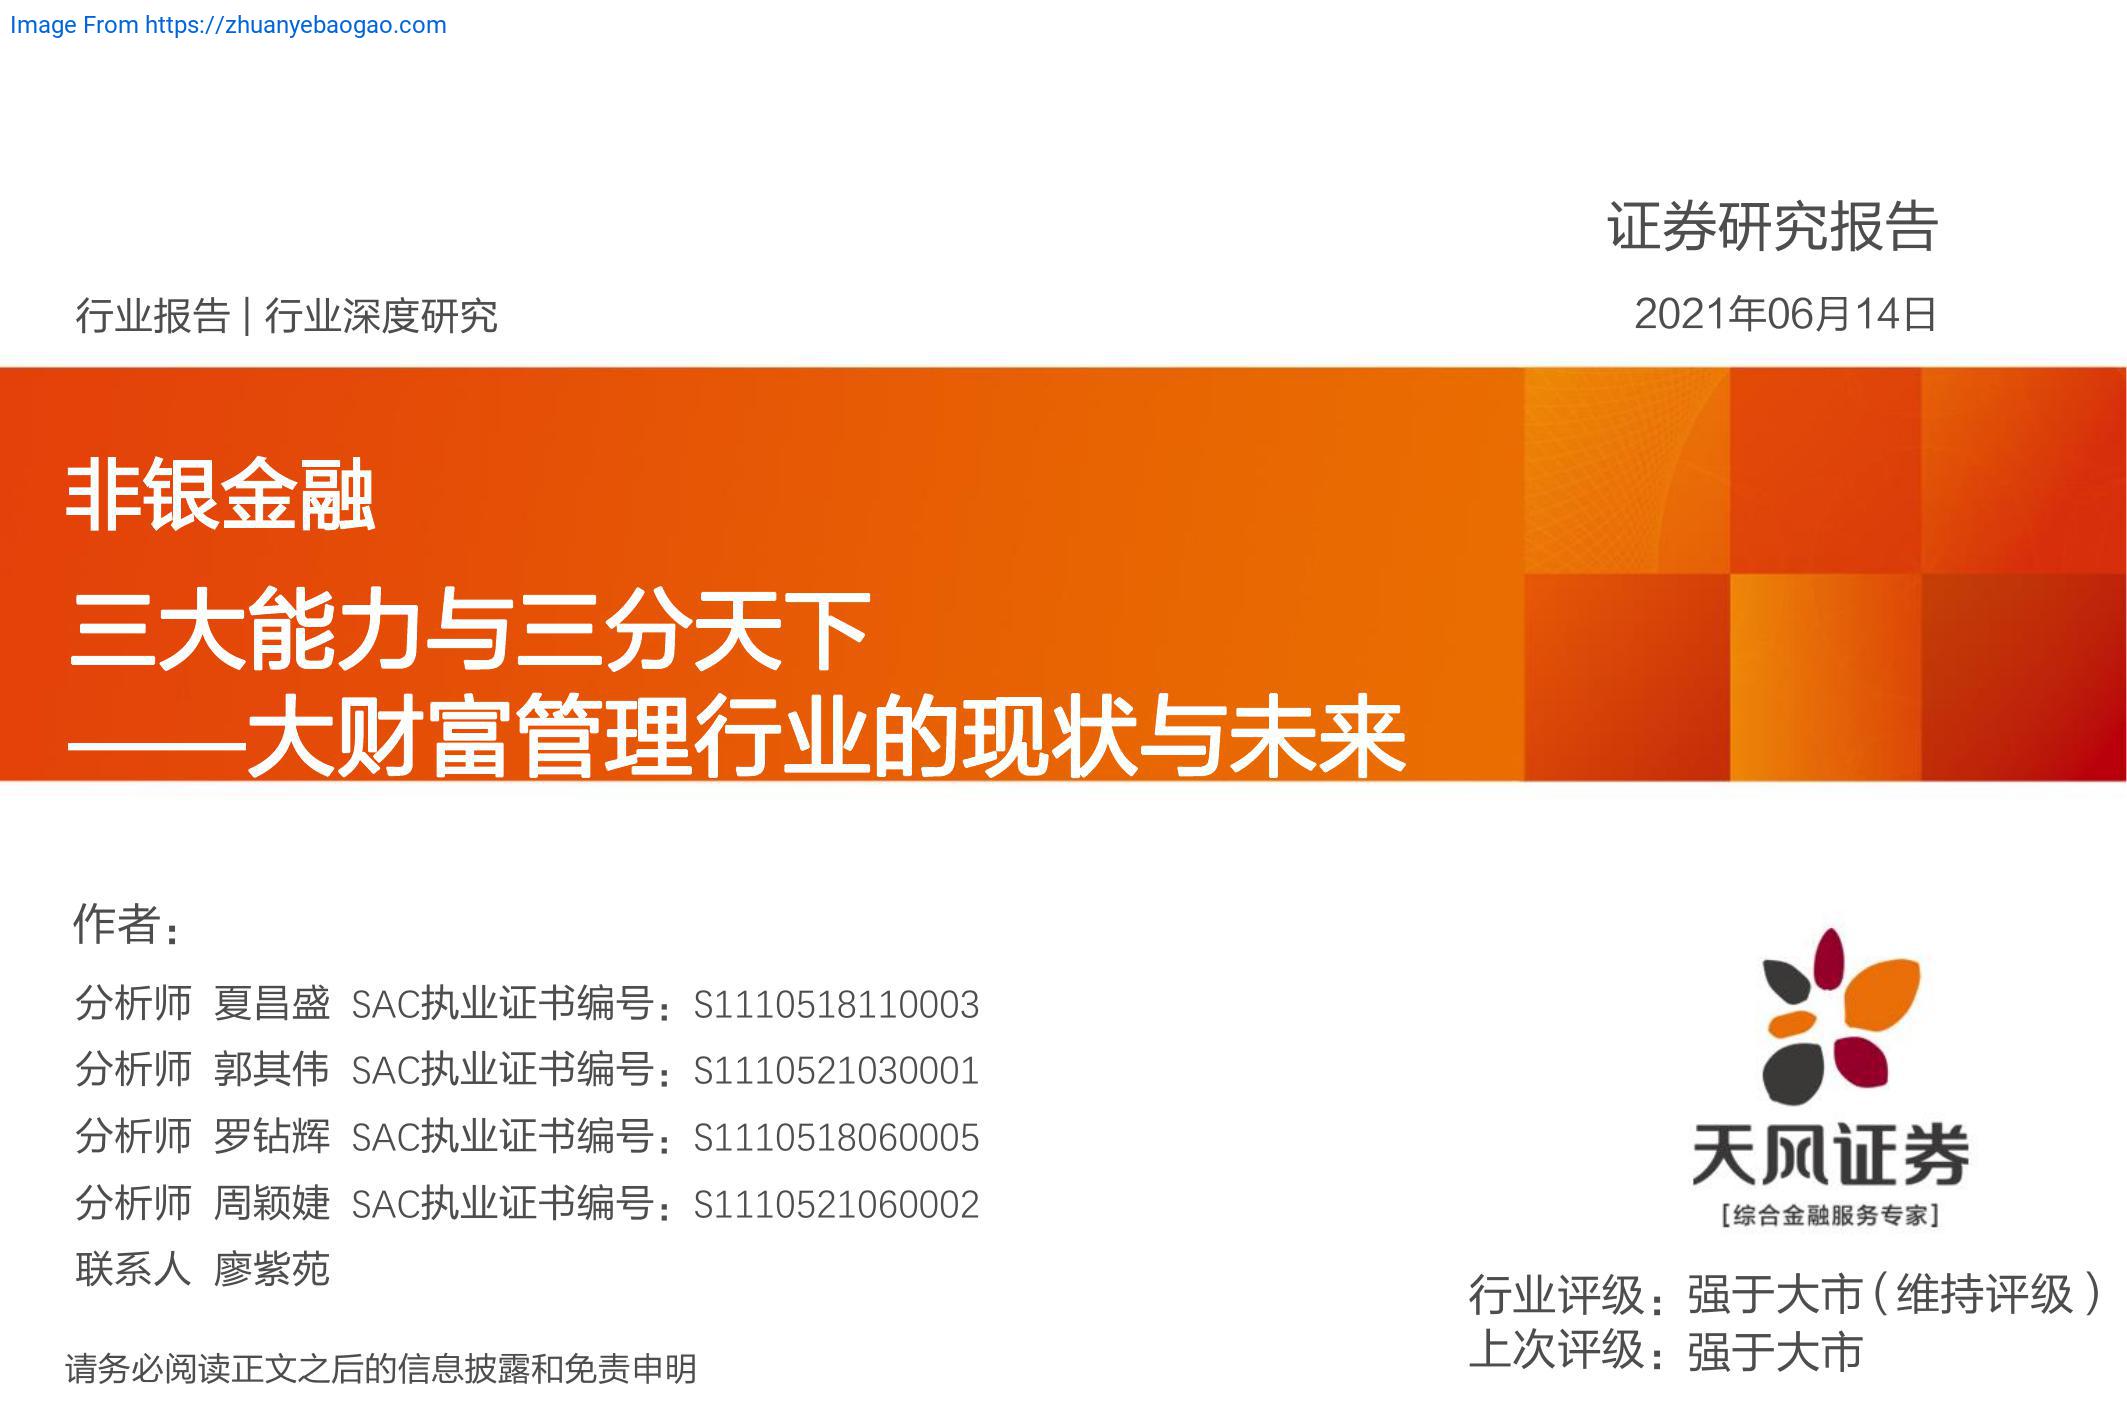 Image From https://zhuanyebaogao.com
证券研究报告
行业报告 | 行业深度研究
2021年06月14日
非银金融
三大能力与三分天下
——大财富管理行业的现状与未来
作者：
分析师 夏昌盛 SAC执业证书编号：S1110518110003
分析师 郭其伟 SAC执业证书编号：S1110521030001
分析师 罗钻辉 SAC执业证书编号：S1110518060005
分析师 周颖婕 SAC执业证书编号：S1110521060002
联系人 廖紫苑
天风证券
[综合金融服务专家]
行业评级：强于大市（维持评级）
上次评级：强于大市
请务必阅读正文之后的信息披露和免责申明